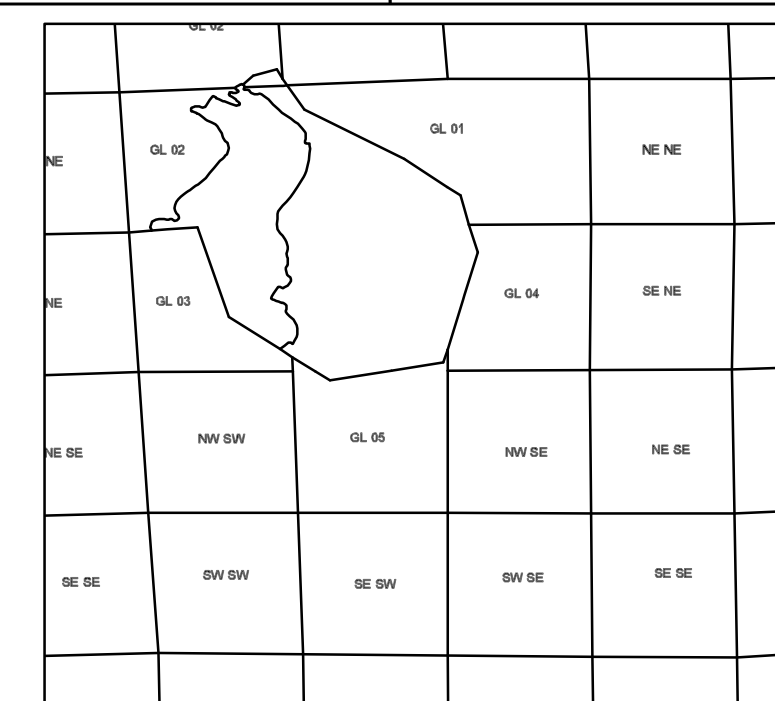 GL 02
GL 01
GL 02
NE NE
NE
GL 04
SE NE
NE
GL 03
GL 05
NW SW
NE SE
NW SE
NE SE
SW SW
SE SE
SE SW
SW SE
SE SE